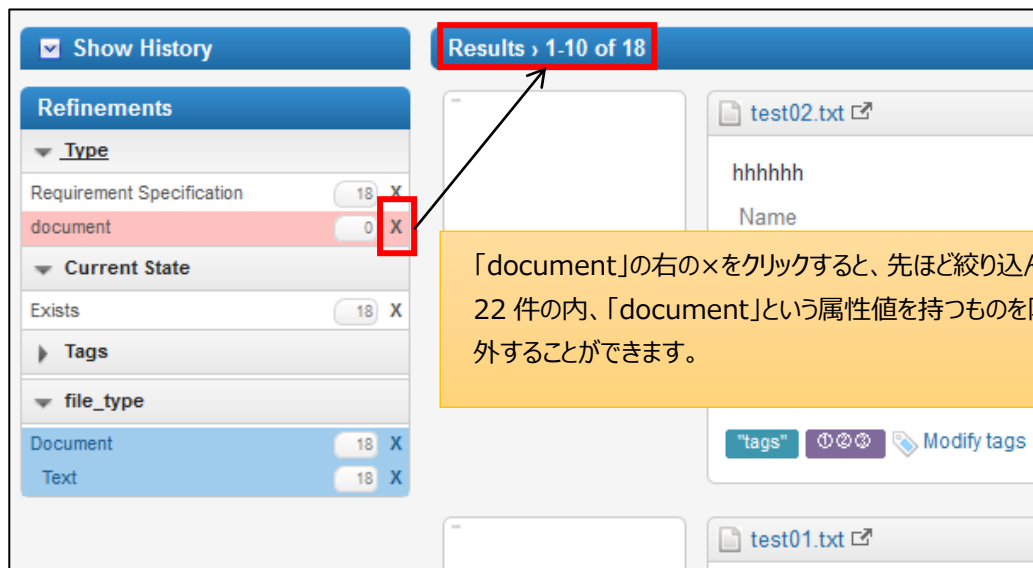 Show History
Results › 1-10 of 18
Refinements
Type
Requirement Specification 18 X
document 0 X
Current State
Exists 18 X
Tags
file_type
Document 18 X
Text 18 X
test02.txt
hhhhhh
Name
「document」の右の×をクリックすると、先ほど絞り込ん
22 件の内、「document」という属性値を持つものを
外することができます。
"tags" ①②③ Modify tags
test01.txt